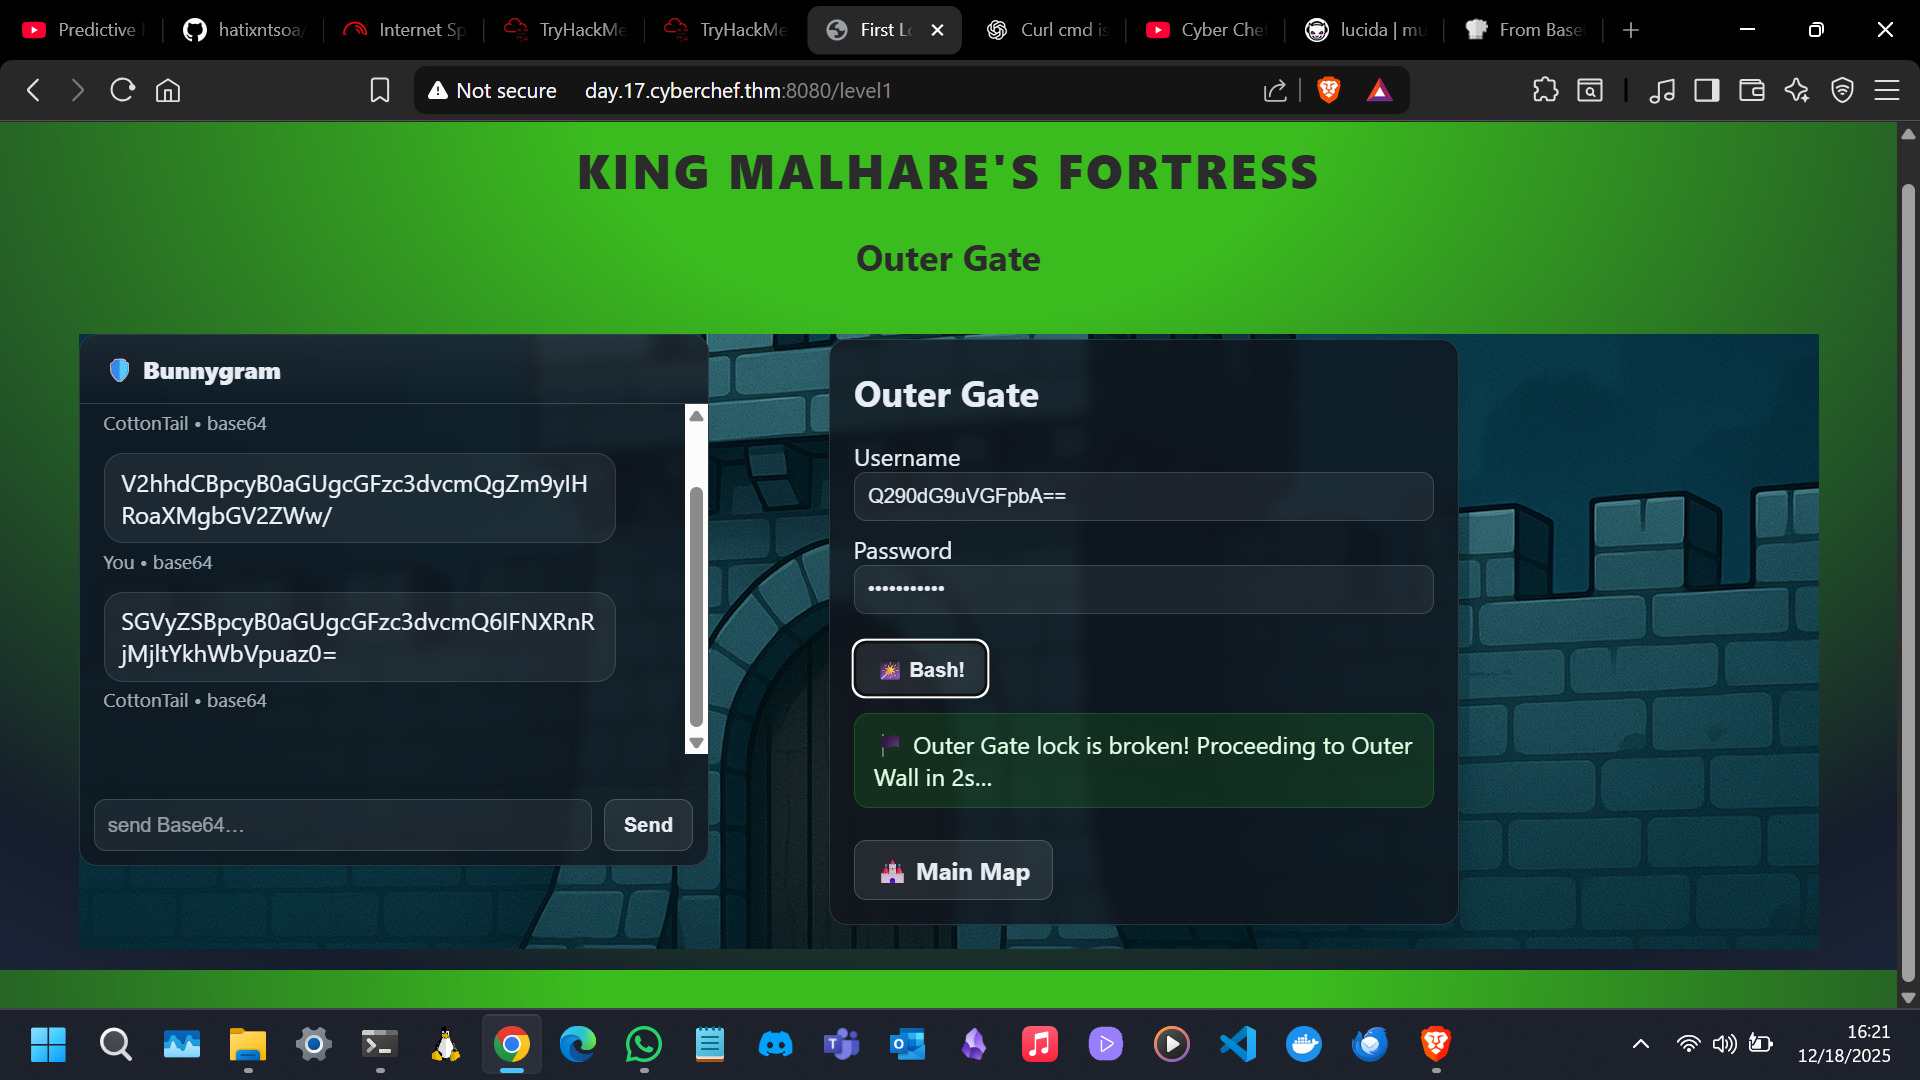 Predictive
hatixntsoa/
Internet Sp
TryHackMe
TryHackMe
First Lo
Curl cmd is
Cyber Chef
lucida | mu
From Base
Not secure
day.17.cyberchef.thm:8080/level1
KING MALHARE'S FORTRESS
Outer Gate
Bunnygram
CottonTail • base64
V2hhdCBpcyB0aGUgcGFzc3dvcmQgZm9yIH
RoaXMgbGV2ZWw/
You • base64
SGVyZSBpcyB0aGUgcGFzc3dvcmQ6IFNXRnR
jMjltYkhWbVpuaz0=
CottonTail • base64
send Base64…
Send
Outer Gate
Username
Q290dG9uVGFpbA==
Password
•••••••••••
Bash!
Outer Gate lock is broken! Proceeding to Outer
Wall in 2s…
Main Map
16:21
12/18/2025